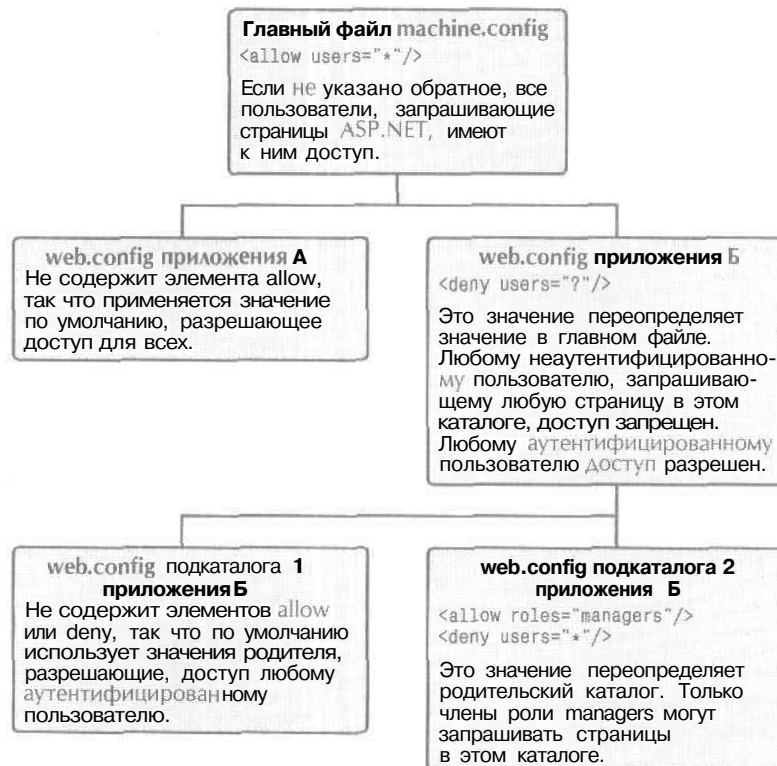 Главный файл machine.config
<allow users="*"/>
Если не указано обратное, все
пользователи, запрашивающие
страницы ASP.NET, имеют
к ним доступ.
web.config приложения А
Не содержит элемента allow,
так что применяется значение
по умолчанию, разрешающее
доступ для всех.
web.config приложения Б
<deny users="?"/>
Это значение переопределяет
значение в главном файле.
Любому неаутентифицированно-
му пользователю, запрашиваю-
щему любую страницу в этом
каталоге, доступ запрещен.
Любому аутентифицированному
пользователю доступ разрешен.
web.config подкаталога 1
приложения Б
Не содержит элементов allow
или deny, так что по умолчанию
использует значения родителя,
разрешающие, доступ любому
аутентифицированному
пользователю.
web.config подкаталога 2
приложения Б
<allow roles="managers"/>
<deny users="*"/>
Это значение переопределяет
родительский каталог. Только
члены роли managers могут
запрашивать страницы
в этом каталоге.